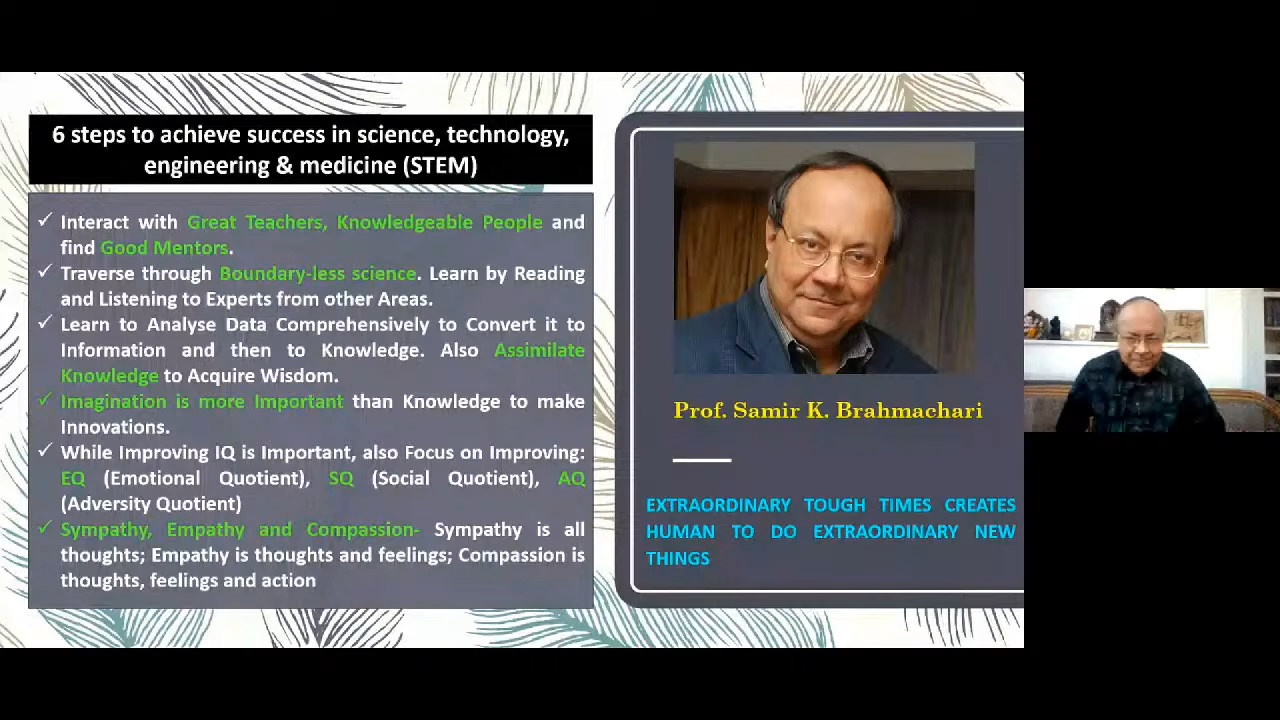 6 steps to achieve success in science, technology,
engineering & medicine (STEM)
✓ Interact with Great Teachers, Knowledgeable People and
find Good Mentors.
✓ Traverse through Boundary-less science. Learn by Reading
and Listening to Experts from other Areas.
✓ Learn to Analyse Data Comprehensively to Convert it to
Information and then to Knowledge. Also Assimilate
Knowledge to Acquire Wisdom.
✓ Imagination is more Important than Knowledge to make
Innovations.
✓ While Improving IQ is Important, also Focus on Improving:
EQ (Emotional Quotient), SQ (Social Quotient), AQ
(Adversity Quotient)
✓ Sympathy, Empathy and Compassion- Sympathy is all
thoughts; Empathy is thoughts and feelings; Compassion is
thoughts, feelings and action
Prof. Samir K. Brahmachari
EXTRAORDINARY TOUGH TIMES CREATES
HUMAN TO DO EXTRAORDINARY NEW
THINGS